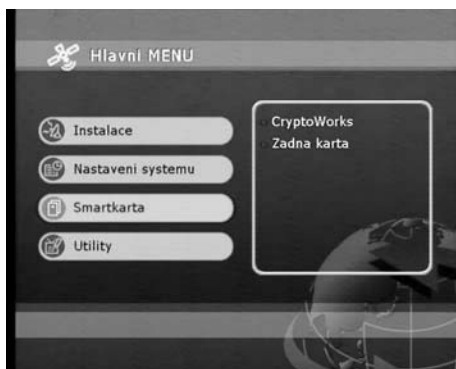 Hlavní MENU
Instalace
Nastaveni systemu
Smartkarta
Utility
CryptoWorks
Zadna karta